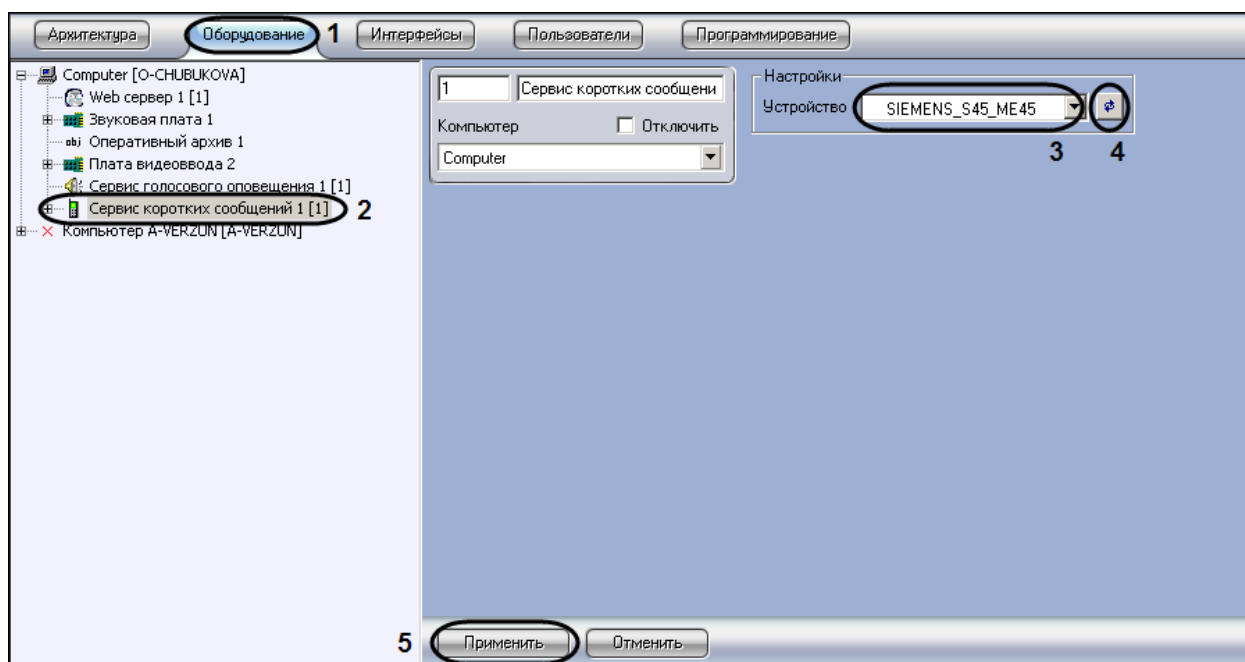 Архитектура
Оборудование
1
Интерфейсы
Пользователи
Программирование
Computer [O-CHUBUKOVA]
Web сервер 1 [1]
Звуковая плата 1
obj Оперативный архив 1
Плата видеоввода 2
Сервис голосового оповещения 1 [1]
Сервис коротких сообщений 1 [1]
2
Компьютер A-VERZUN [A-VERZUN]
1
Сервис коротких сообщени
Компьютер
Отключить
Computer
Настройки
Устройство
SIEMENS_S45_ME45
3
4
5
Применить
Отменить